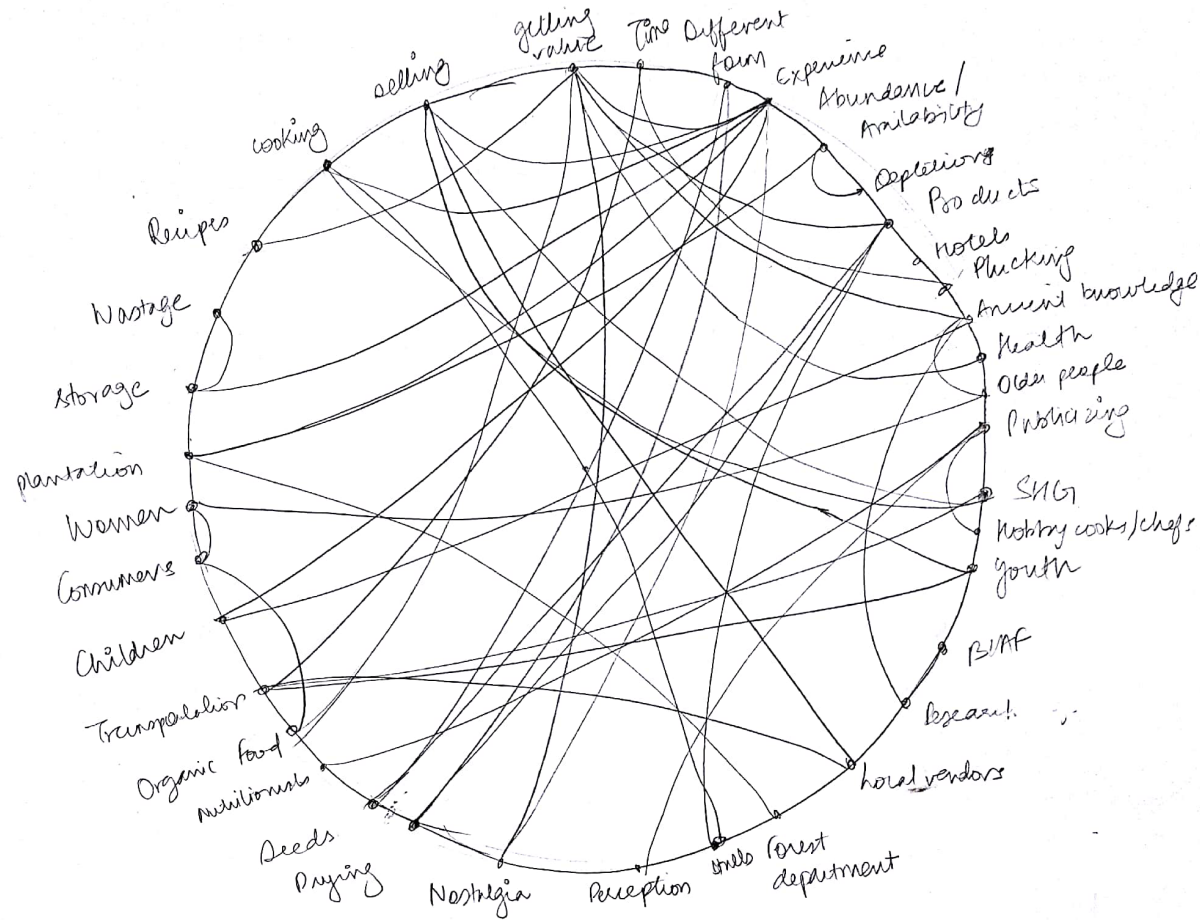 getting
value
Time
Different
form
Experience
Abundance/
Availability
Depletion
Products
Hotels
Plucking
Ancient knowledge
Health
Older people
Publicizing
SHG
Hobby cooks/chefs
Youth
BIAF
Research
Local vendors
Forest
department
Perception
Nostalgia
Drying
Seeds
Nutritionists
Organic food
Transportation
Children
Consumers
Women
plantation
Storage
Wastage
Recipes
cooking
selling